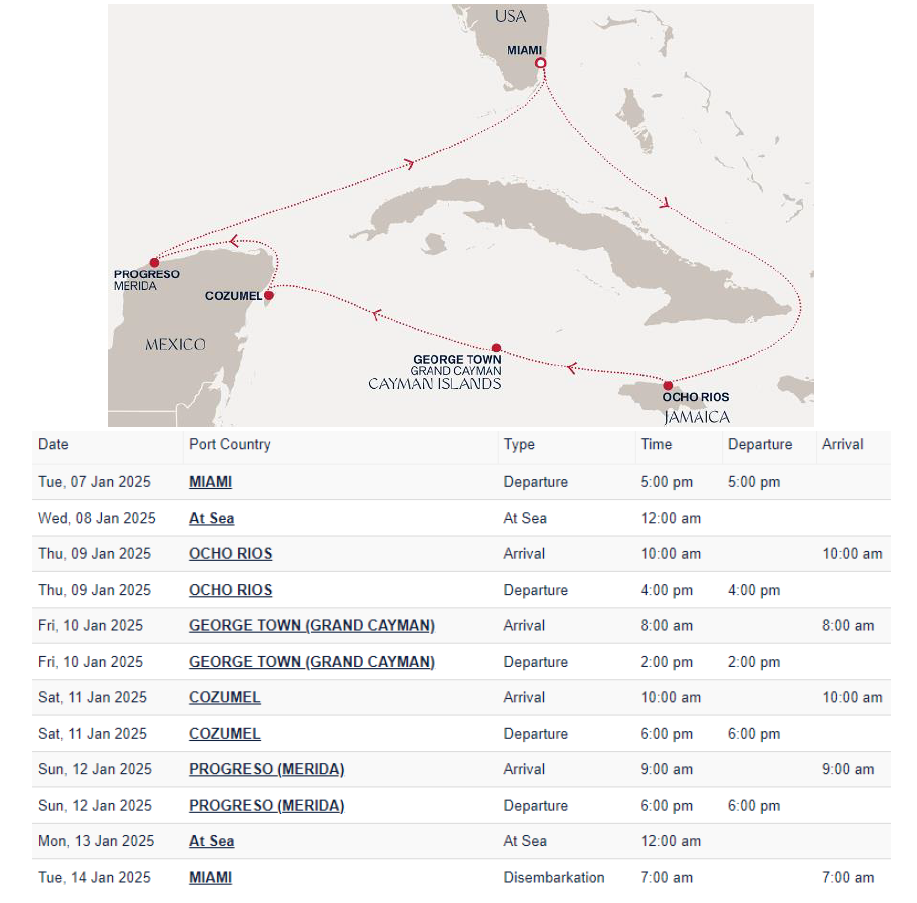 USA
MIAMI
PROGRESO
MERIDA
COZUMEL
MEXICO
GEORGE TOWN
GRAND CAYMAN
CAYMAN ISLANDS
OCHO RIOS
JAMAICA
Date Port Country Type Time Departure Arrival
Tue, 07 Jan 2025 MIAMI Departure 5:00 pm 5:00 pm
Wed, 08 Jan 2025 At Sea At Sea 12:00 am
Thu, 09 Jan 2025 OCHO RIOS Arrival 10:00 am 10:00 am
Thu, 09 Jan 2025 OCHO RIOS Departure 4:00 pm 4:00 pm
Fri, 10 Jan 2025 GEORGE TOWN (GRAND CAYMAN) Arrival 8:00 am 8:00 am
Fri, 10 Jan 2025 GEORGE TOWN (GRAND CAYMAN) Departure 2:00 pm 2:00 pm
Sat, 11 Jan 2025 COZUMEL Arrival 10:00 am 10:00 am
Sat, 11 Jan 2025 COZUMEL Departure 6:00 pm 6:00 pm
Sun, 12 Jan 2025 PROGRESO (MERIDA) Arrival 9:00 am 9:00 am
Sun, 12 Jan 2025 PROGRESO (MERIDA) Departure 6:00 pm 6:00 pm
Mon, 13 Jan 2025 At Sea At Sea 12:00 am
Tue, 14 Jan 2025 MIAMI Disembarkation 7:00 am 7:00 am